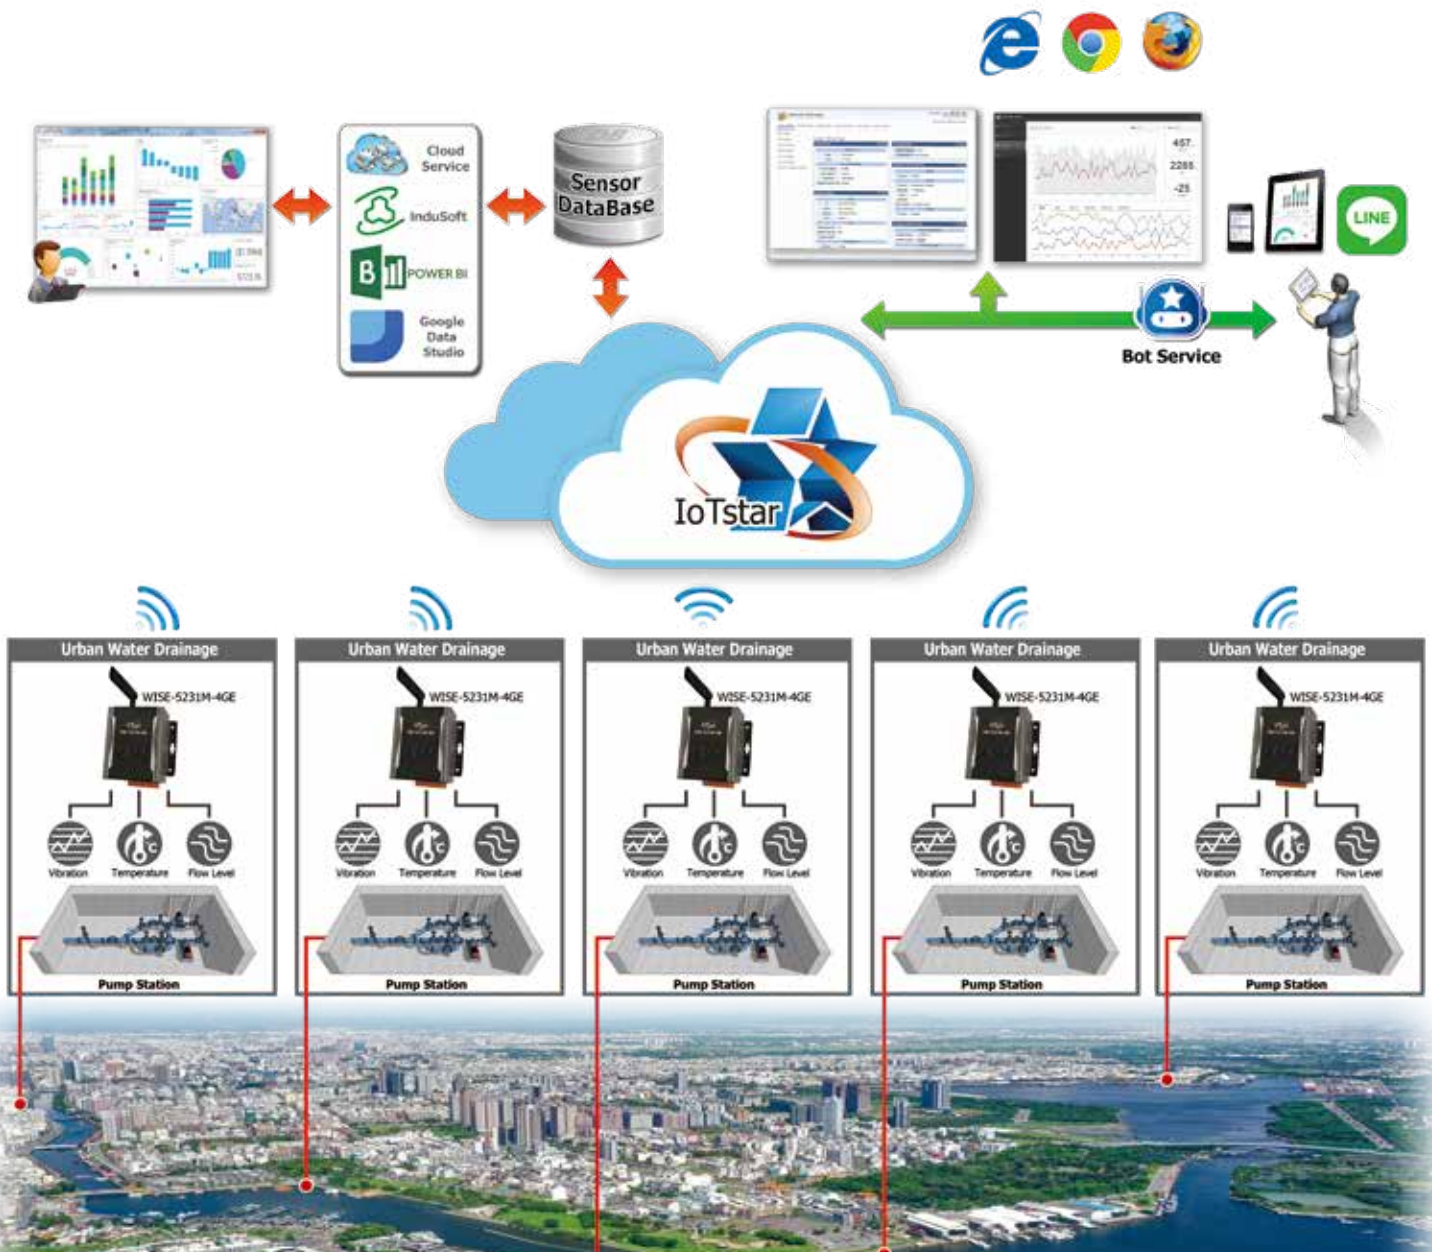 Cloud
Service
InduSoft
B
POWER BI
Google
Data
Studio
Sensor
DataBase
467
2285
-25
LINE
Bot Service
IoTstar
Urban Water Drainage
WISE-5231M-4GE
Vibration
Temperature
Flow Level
Pump Station
Urban Water Drainage
WISE-5231M-4GE
Vibration
Temperature
Flow Level
Pump Station
Urban Water Drainage
WISE-5231M-4GE
Vibration
Temperature
Flow Level
Pump Station
Urban Water Drainage
WISE-5231M-4GE
Vibration
Temperature
Flow Level
Pump Station
Urban Water Drainage
WISE-5231M-4GE
Vibration
Temperature
Flow Level
Pump Station